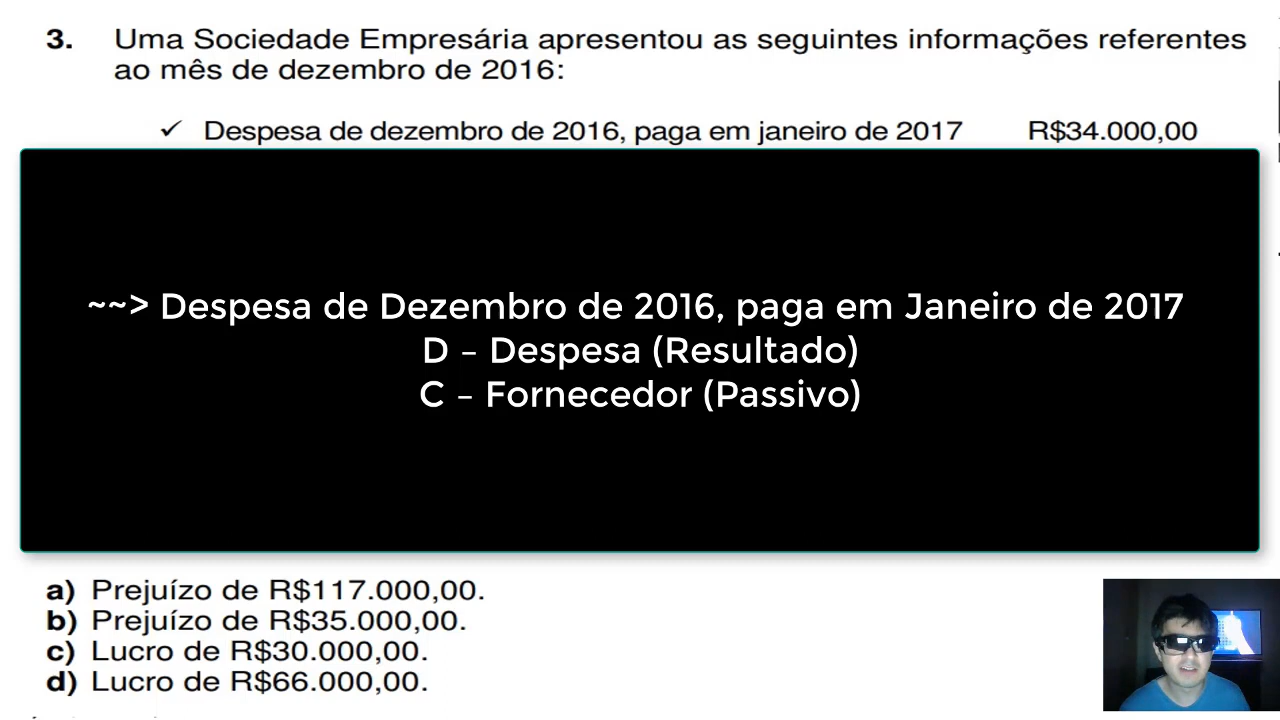 3. Uma Sociedade Empresária apresentou as seguintes informações referentes
ao mês de dezembro de 2016:
✓ Despesa de dezembro de 2016, paga em janeiro de 2017 R$34.000,00
~~> Despesa de Dezembro de 2016, paga em Janeiro de 2017
D – Despesa (Resultado)
C – Fornecedor (Passivo)
a) Prejuízo de R$117.000,00.
b) Prejuízo de R$35.000,00.
c) Lucro de R$30.000,00.
d) Lucro de R$66.000,00.